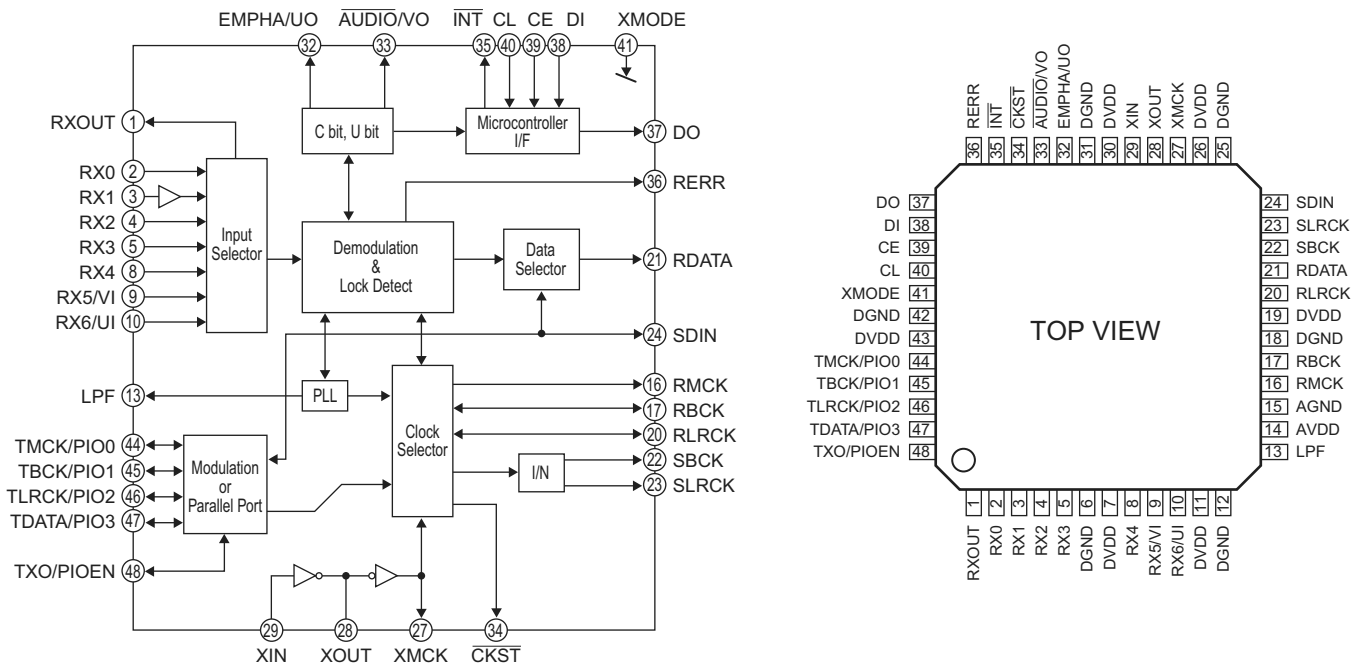 EMPHA/UO A̅U̅D̅I̅O̅/VO I̅N̅T̅ CL CE DI XMODE
32 33 35 40 39 38 41
RXOUT 1
RX0 2
RX1 3
RX2 4
RX3 5
RX4 8
RX5/VI 9
RX6/UI 10
Input
Selector
C bit, U bit
Microcontroller
I/F
37 DO
36 RERR
Demodulation
&
Lock Detect
Data
Selector
21 RDATA
24 SDIN
LPF 13
PLL
Clock
Selector
16 RMCK
17 RBCK
20 RLRCK
I/N
22 SBCK
23 SLRCK
TMCK/PIO0 44
TBCK/PIO1 45
TLRCK/PIO2 46
TDATA/PIO3 47
TXO/PIOEN 48
Modulation
or
Parallel Port
29 28 27 34
XIN XOUT XMCK C̅K̅S̅T̅
RERR 36
I̅N̅T̅ 35
C̅K̅S̅T̅ 34
A̅U̅D̅I̅O̅/VO 33
EMPHA/UO 32
DGND 31
DVDD 30
XIN 29
XOUT 28
XMCK 27
DVDD 26
DGND 25
DO 37
DI 38
CE 39
CL 40
XMODE 41
DGND 42
DVDD 43
TMCK/PIO0 44
TBCK/PIO1 45
TLRCK/PIO2 46
TDATA/PIO3 47
TXO/PIOEN 48
TOP VIEW
24 SDIN
23 SLRCK
22 SBCK
21 RDATA
20 RLRCK
19 DVDD
18 DGND
17 RBCK
16 RMCK
15 AGND
14 AVDD
13 LPF
RXOUT 1
RX0 2
RX1 3
RX2 4
RX3 5
DGND 6
DVDD 7
RX4 8
RX5/VI 9
RX6/UI 10
DVDD 11
DGND 12